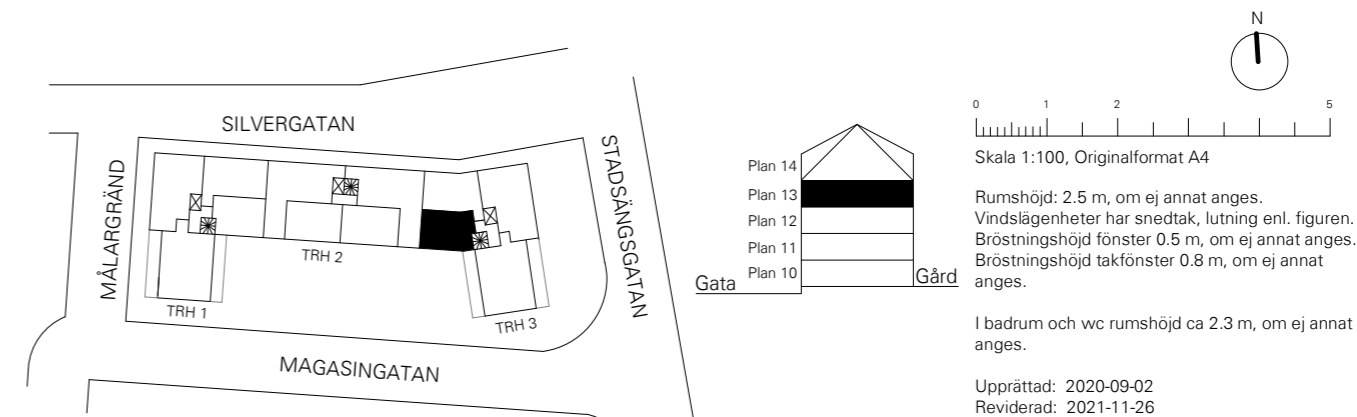 SILVERGATAN
MÅLARGRÄND
STADSÄNGSGATAN
TRH 1
TRH 2
TRH 3
MAGASINGATAN
Plan 14
Plan 13
Plan 12
Plan 11
Plan 10
Gata
Gård
N
0 1 2 5
Skala 1:100, Originalformat A4
Rumshöjd: 2.5 m, om ej annat anges.
Vindslägenheter har snedtak, lutning enl. figuren.
Bröstningshöjd fönster 0.5 m, om ej annat anges.
Bröstningshöjd takfönster 0.8 m, om ej annat
anges.
I badrum och wc rumshöjd ca 2.3 m, om ej annat
anges.
Upprättad: 2020-09-02
Reviderad: 2021-11-26